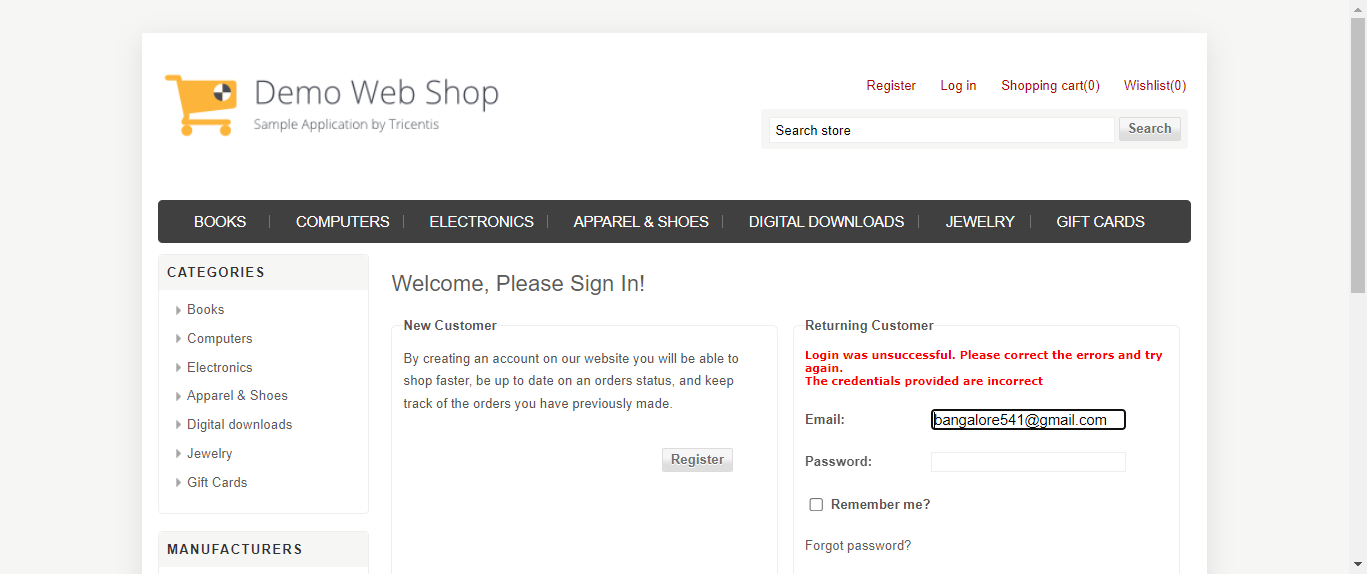 Demo Web Shop
Sample Application by Tricentis
Register Log in Shopping cart(0) Wishlist(0)
Search store Search
BOOKS COMPUTERS ELECTRONICS APPAREL & SHOES DIGITAL DOWNLOADS JEWELRY GIFT CARDS
CATEGORIES
Books
Computers
Electronics
Apparel & Shoes
Digital downloads
Jewelry
Gift Cards
MANUFACTURERS
Welcome, Please Sign In!
New Customer
By creating an account on our website you will be able to
shop faster, be up to date on an orders status, and keep
track of the orders you have previously made.
Register
Returning Customer
Login was unsuccessful. Please correct the errors and try
again.
The credentials provided are incorrect
Email: bangalore541@gmail.com
Password:
Remember me?
Forgot password?